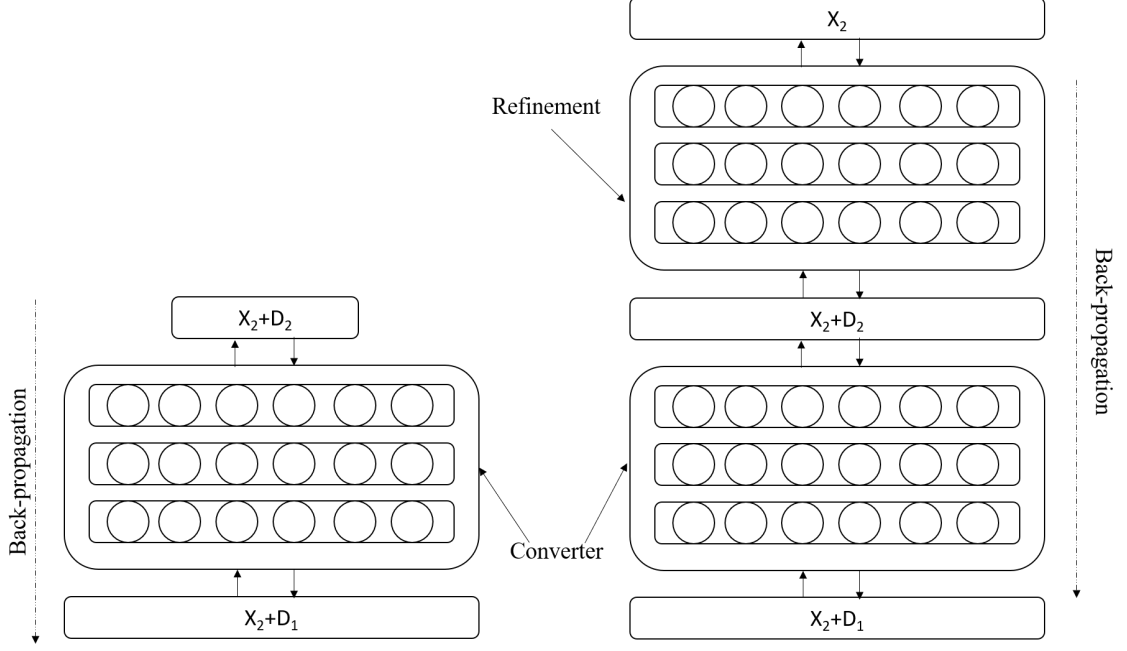 X₂
Refinement
Back-propagation
X₂+D₂
X₂+D₂
Back-propagation
Converter
X₂+D₁
X₂+D₁